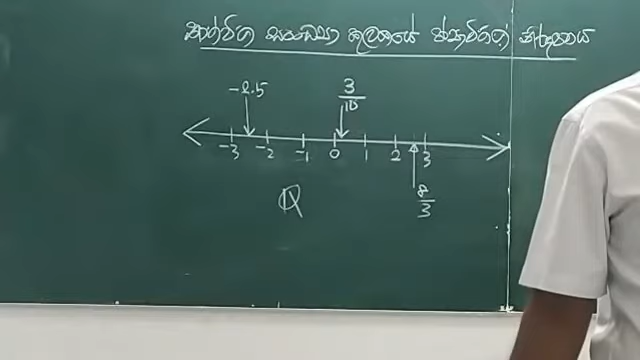 තාත්වික සංඛ්‍යා කුලකයේ ජ්‍යාමිතික නිරූපණය
-2.5 3/10
-3 -2 -1 0 1 2 3
ℚ 8/3